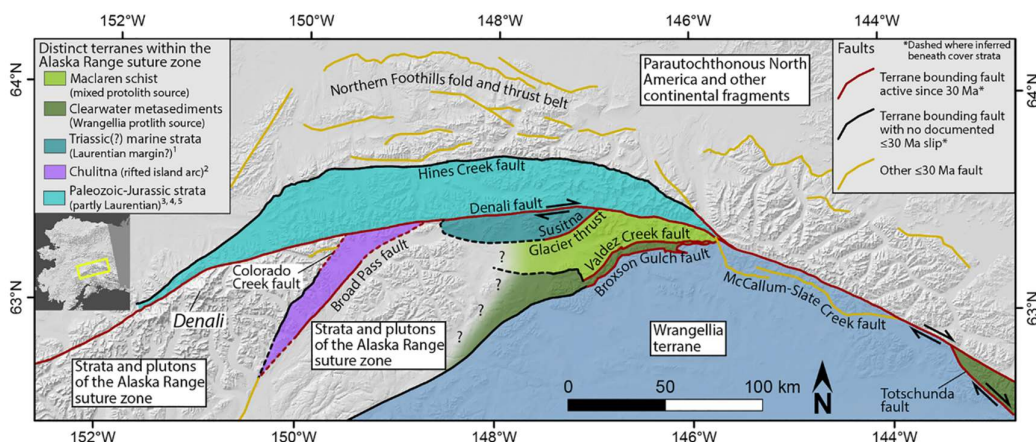 152°W
150°W
148°W
146°W
144°W
Distinct terranes within the
Alaska Range suture zone
Maclaren schist
(mixed protolith source)
Clearwater metasediments
(Wrangellia protlith source)
Triassic(?) marine strata
(Laurentian margin?)1
Chulitna (rifted island arc)2
Paleozoic-Jurassic strata
(partly Laurentian)3, 4, 5
Northern Foothills fold and thrust belt
Parautochthonous North
America and other
continental fragments
Faults
*Dashed where inferred
beneath cover strata
Terrane bounding fault
active since 30 Ma*
Terrane bounding fault
with no documented
≤30 Ma slip*
Other ≤30 Ma fault
64°N
64°N
Hines Creek fault
Denali fault
Susitna
Glacier thrust
Valdez Creek fault
Broxson Gulch fault
Colorado
Creek fault
Broad Pass fault
McCallum-Slate Creek fault
?
?
?
63°N
63°N
Denali
Strata and plutons
of the Alaska Range
suture zone
Strata and plutons
of the Alaska Range
suture zone
Wrangellia
terrane
0
50
100 km
N
Totschunda
fault
152°W
150°W
148°W
146°W
144°W